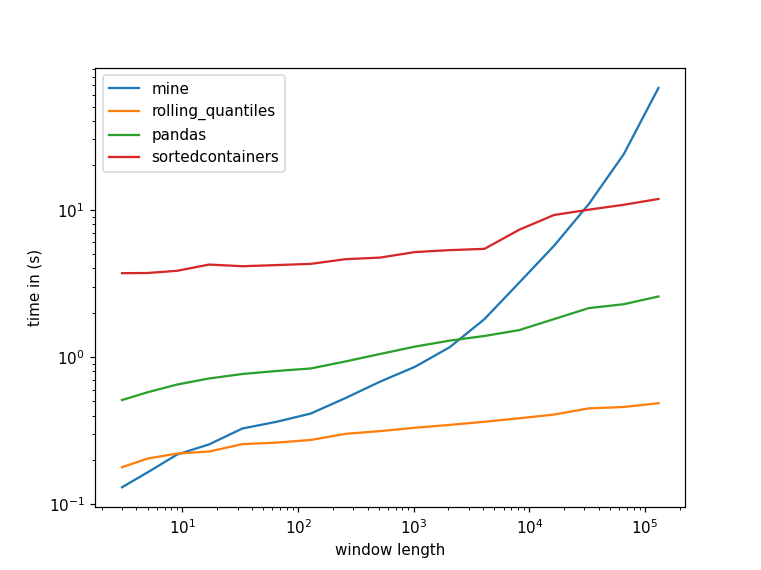 mine
rolling_quantiles
pandas
sortedcontainers
10¹
10⁰
10⁻¹
time in (s)
10¹ 10² 10³ 10⁴ 10⁵
window length